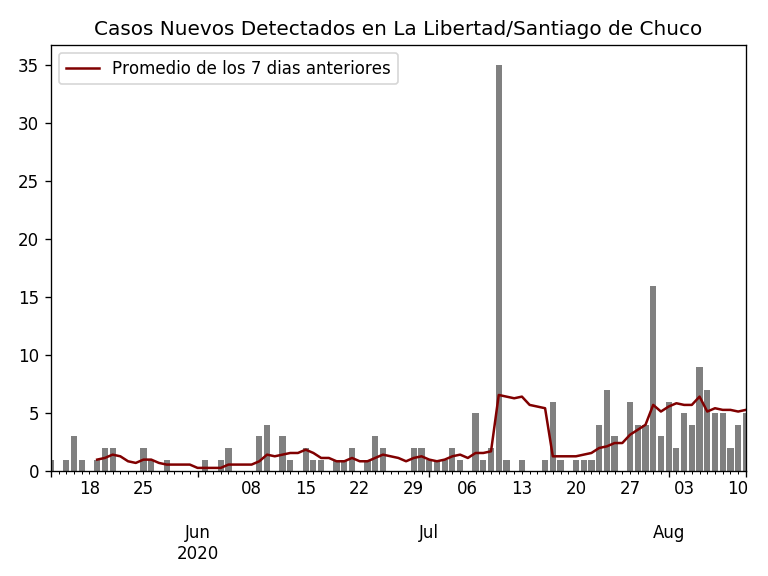 Casos Nuevos Detectados en La Libertad/Santiago de Chuco
Promedio de los 7 dias anteriores
35
30
25
20
15
10
5
0
18 25 08 15 22 29 06 13 20 27 03 10
Jun Jul Aug
2020